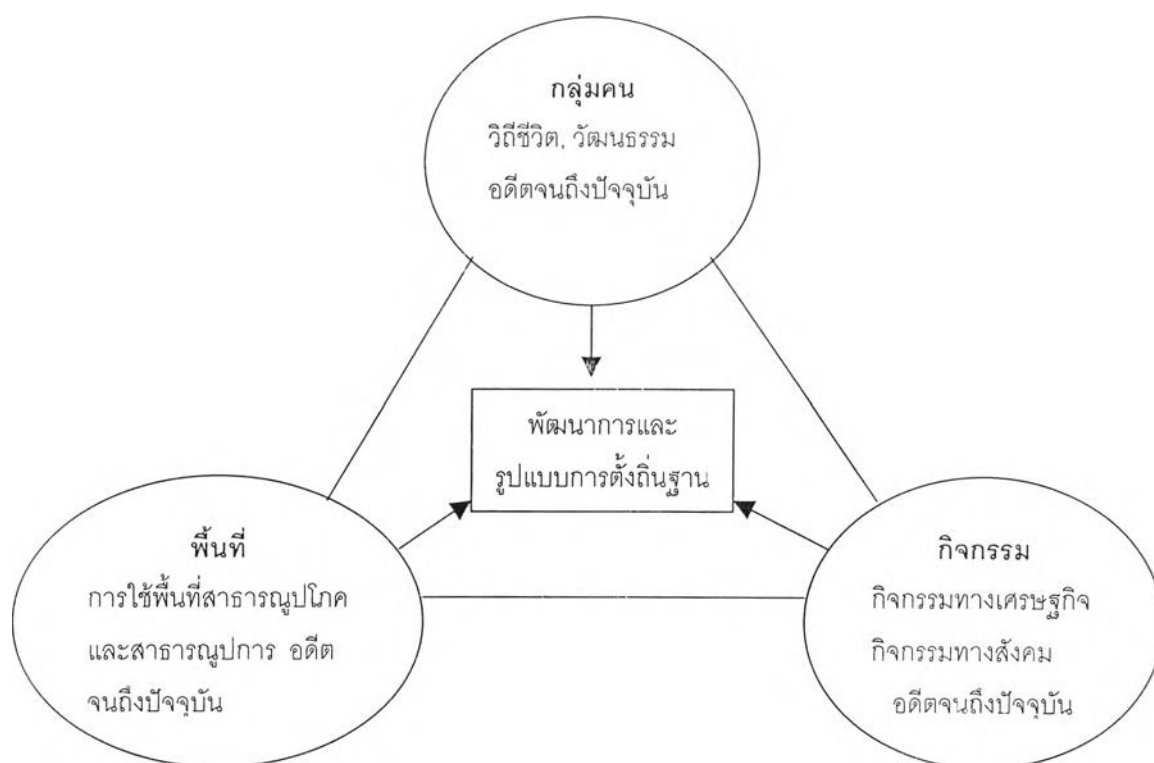 กลุ่มคน
วิถีชีวิต, วัฒนธรรม
อดีตจนถึงปัจจุบัน
พัฒนาการและ
รูปแบบการตั้งถิ่นฐาน
พื้นที่
การใช้พื้นที่สาธารณูปโภค
และสาธารณูปการ อดีต
จนถึงปัจจุบัน
กิจกรรม
กิจกรรมทางเศรษฐกิจ
กิจกรรมทางสังคม
อดีตจนถึงปัจจุบัน